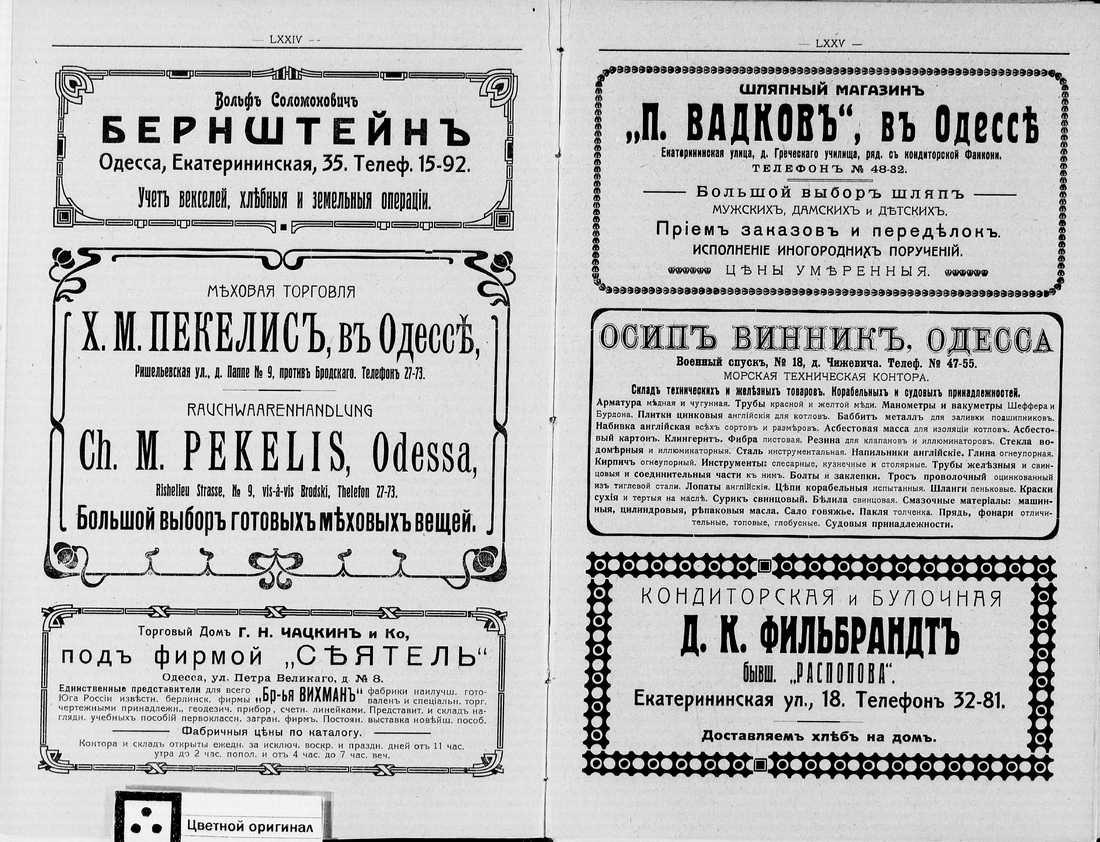 — LXXIV --
Вольфъ Соломоновичъ
БЕРНШТЕЙНЪ
Одесса, Екатерининская, 35. Телеф. 15-92.
Учетъ векселей, хлѣбныя и земельныя операціи.
МѢХОВАЯ ТОРГОВЛЯ
Х. М. ПЕКЕЛИСЪ, въ Одессѣ,
Ришельевская ул., д. Паппе № 9, противъ Бродскаго. Телефонъ 27-73.
RAUCHWAARENHANDLUNG
Ch. M. PEKELIS, Odessa,
Rishelieu Strasse, № 9, vis-à-vis Brodski, Thelefon 27-73.
Большой выборъ готовыхъ мѣховыхъ вещей.
Торговый Домъ Г. Н. ЧАЦКИНЪ и Ко,
подъ фирмой „СѢЯТЕЛЬ“
Одесса, ул. Петра Великаго, д. № 8.
Единственные представители для всего Юга Россіи извѣстн. берлинск. фирмы „Бр-ья ВИХМАНЪ“ фабрики наилучш. гото-
валенъ и спеціальн. торг.
чертежными принадлежн., геодезич. прибор, счетн. линейками. Представит. и складъ на-
глядн. учебныхъ пособій первоклассн. загран. фирмъ. Постоян. выставка новѣйш. пособ.
Фабричныя цѣны по каталогу.
Контора и складъ открыты ежедн. за исключ. воскр. и праздн. дней отъ 11 час.
утра до 2 час. попол. и отъ 4 час. до 7 час. веч.
— LXXV —
ШЛЯПНЫЙ МАГАЗИНЪ
„П. ВАДКОВЪ“, въ Одессѣ
Екатерининская улица, д. Греческаго училища, ряд. съ кондиторской Фанкони.
ТЕЛЕФОНЪ № 48-32.
Большой выборъ шляпъ
МУЖСКИХЪ, ДАМСКИХЪ и ДѢТСКИХЪ.
Пріемъ заказовъ и передѣлокъ.
ИСПОЛНЕНІЕ ИНОГОРОДНИХЪ ПОРУЧЕНІЙ.
ЦѢНЫ УМѢРЕННЫЯ.
ОСИПЪ ВИННИКЪ. ОДЕССА
Военный спускъ, № 18, д. Чижевича. Телеф. № 47-55.
МОРСКАЯ ТЕХНИЧЕСКАЯ КОНТОРА.
Складъ техническихъ и желѣзныхъ товаровъ. Корабельныхъ и судовыхъ принадлежностей.
Арматура мѣдная и чугунная. Трубы красной и желтой мѣди. Манометры и вакуметры Шеффера и
Бурдона. Плитки цинковыя англійскія для котловъ. Баббитъ металлъ для заливки подшипниковъ.
Набивка англійская всѣхъ сортов и размѣровъ. Асбестовая масса для изоляціи котловъ. Асбесто-
вый картонъ. Клингеритъ. Фибра листовая. Резина для клапановъ и иллюминаторовъ. Стекла во-
домѣрныя и иллюминаторныя. Сталь инструментальная. Напильники англійскіе. Глина огнеупорная.
Кирпичъ огнеупорный. Инструменты: слесарные, кузнечные и столярные. Трубы желѣзныя и свин-
цовыя и соединительныя части къ нимъ. Болты и заклепки. Тросъ проволочный оцинкованный
изъ тиглевой стали. Лопаты англійскія. Цѣпи корабельныя испытанныя. Шланги пеньковые. Краски
сухія и тертыя на маслѣ. Сурикъ свинцовый. Бѣлила свинцовая. Смазочные матеріалы: машин-
ныя, цилиндровыя, рѣпаковыя масла. Сало говяжье. Пакля толченка. Прядь, фонари отличи-
тельные, топовые, глобусные. Судовыя принадлежности.
КОНДИТОРСКАЯ и БУЛОЧНАЯ
Д. К. ФИЛЬБРАНДТЪ
бывш. „РАСПОПОВА“.
Екатерининская ул., 18. Телефонъ 32-81.
Доставляемъ хлѣбъ на домъ.
Цветной оригинал